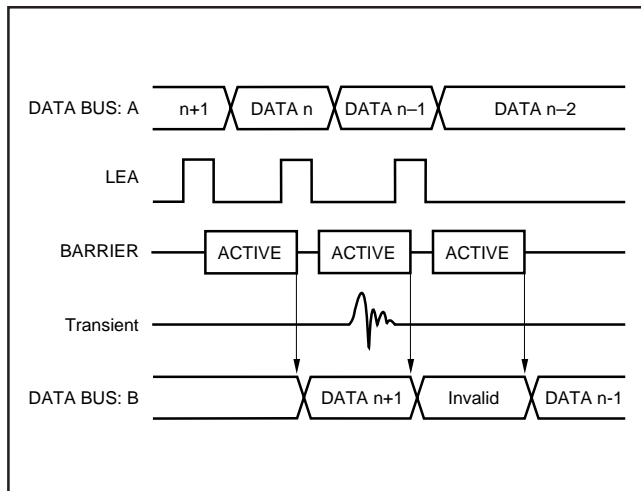 DATA BUS: A n+1 DATA n DATA n–1 DATA n–2
LEA
BARRIER ACTIVE ACTIVE ACTIVE
Transient
DATA BUS: B DATA n+1 Invalid DATA n-1